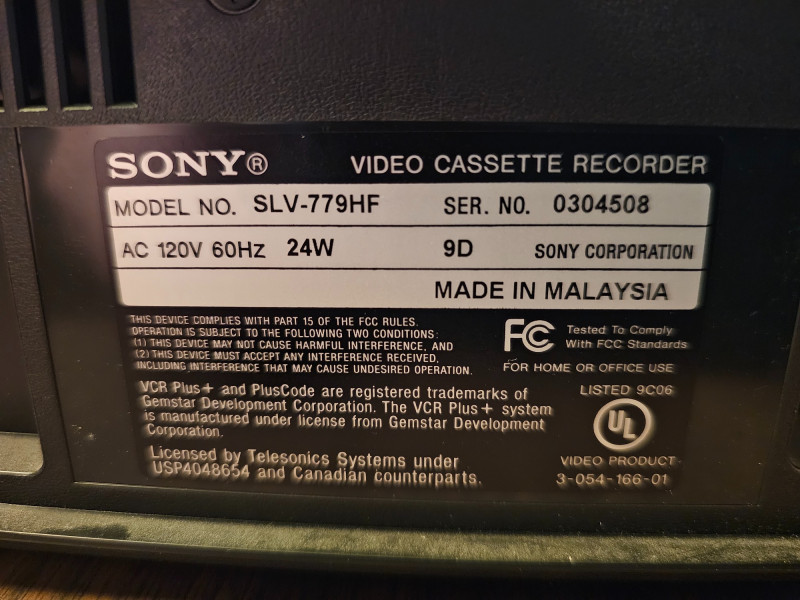 SONY® VIDEO CASSETTE RECORDER
MODEL NO. SLV-779HF SER. NO. 0304508
AC 120V 60Hz 24W 9D SONY CORPORATION
MADE IN MALAYSIA
THIS DEVICE COMPLIES WITH PART 15 OF THE FCC RULES.
OPERATION IS SUBJECT TO THE FOLLOWING TWO CONDITIONS:
(1) THIS DEVICE MAY NOT CAUSE HARMFUL INTERFERENCE, AND
(2) THIS DEVICE MUST ACCEPT ANY INTERFERENCE RECEIVED,
INCLUDING INTERFERENCE THAT MAY CAUSE UNDESIRED OPERATION.
FC Tested To Comply
With FCC Standards
FOR HOME OR OFFICE USE
VCR Plus+ and PlusCode are registered trademarks of
Gemstar Development Corporation. The VCR Plus+ system
is manufactured under license from Gemstar Development
Corporation.
Licensed by Telesonics Systems under
USP4048654 and Canadian counterparts.
LISTED 9C06
UL
VIDEO PRODUCT
3-054-166-01